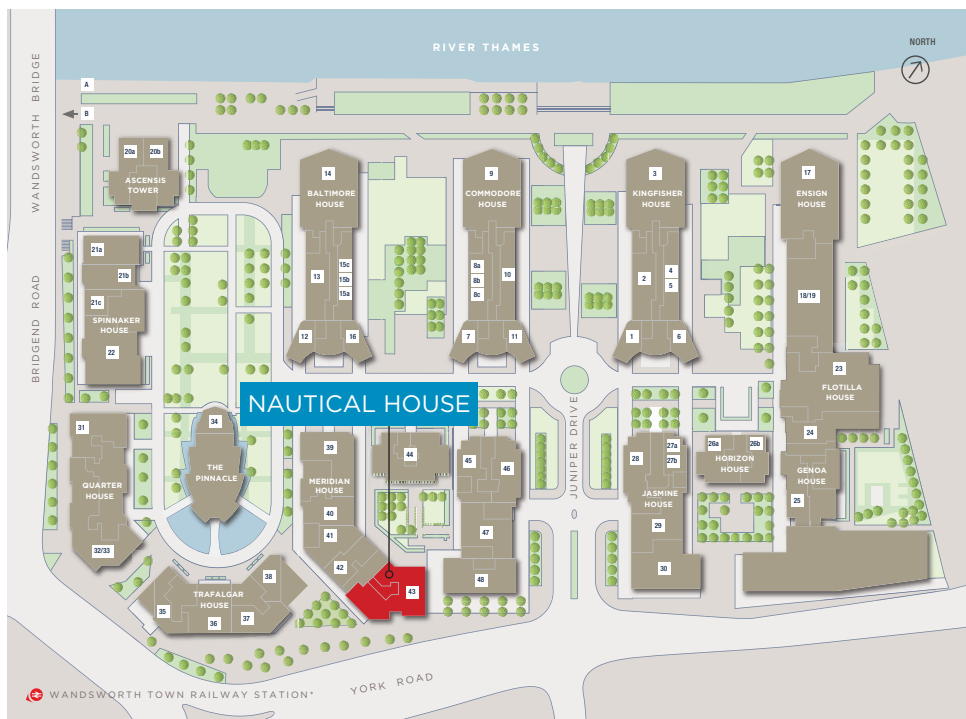 RIVER THAMES
NORTH
WANDSWORTH BRIDGE
A
B
20a
20b
ASCENSIS
TOWER
14
BALTIMORE
HOUSE
9
COMMODORE
HOUSE
3
KINGFISHER
HOUSE
17
ENSIGN
HOUSE
21a
21b
21c
SPINNAKER
HOUSE
22
13
15c
15b
15a
12
16
8a
8b
8c
10
7
11
2
4
5
1
6
18/19
23
FLOTILLA
HOUSE
BRIDGEND ROAD
NAUTICAL HOUSE
31
QUARTER
HOUSE
32/33
34
THE
PINNACLE
39
MERIDIAN
HOUSE
40
41
42
43
44
45
46
47
48
JUNIPER DRIVE
28
27a
27b
JASMINE
HOUSE
29
30
26a
26b
HORIZON
HOUSE
24
GENOA
HOUSE
25
TRAFALGAR
HOUSE
35
36
37
38
YORK ROAD
WANDSWORTH TOWN RAILWAY STATION*